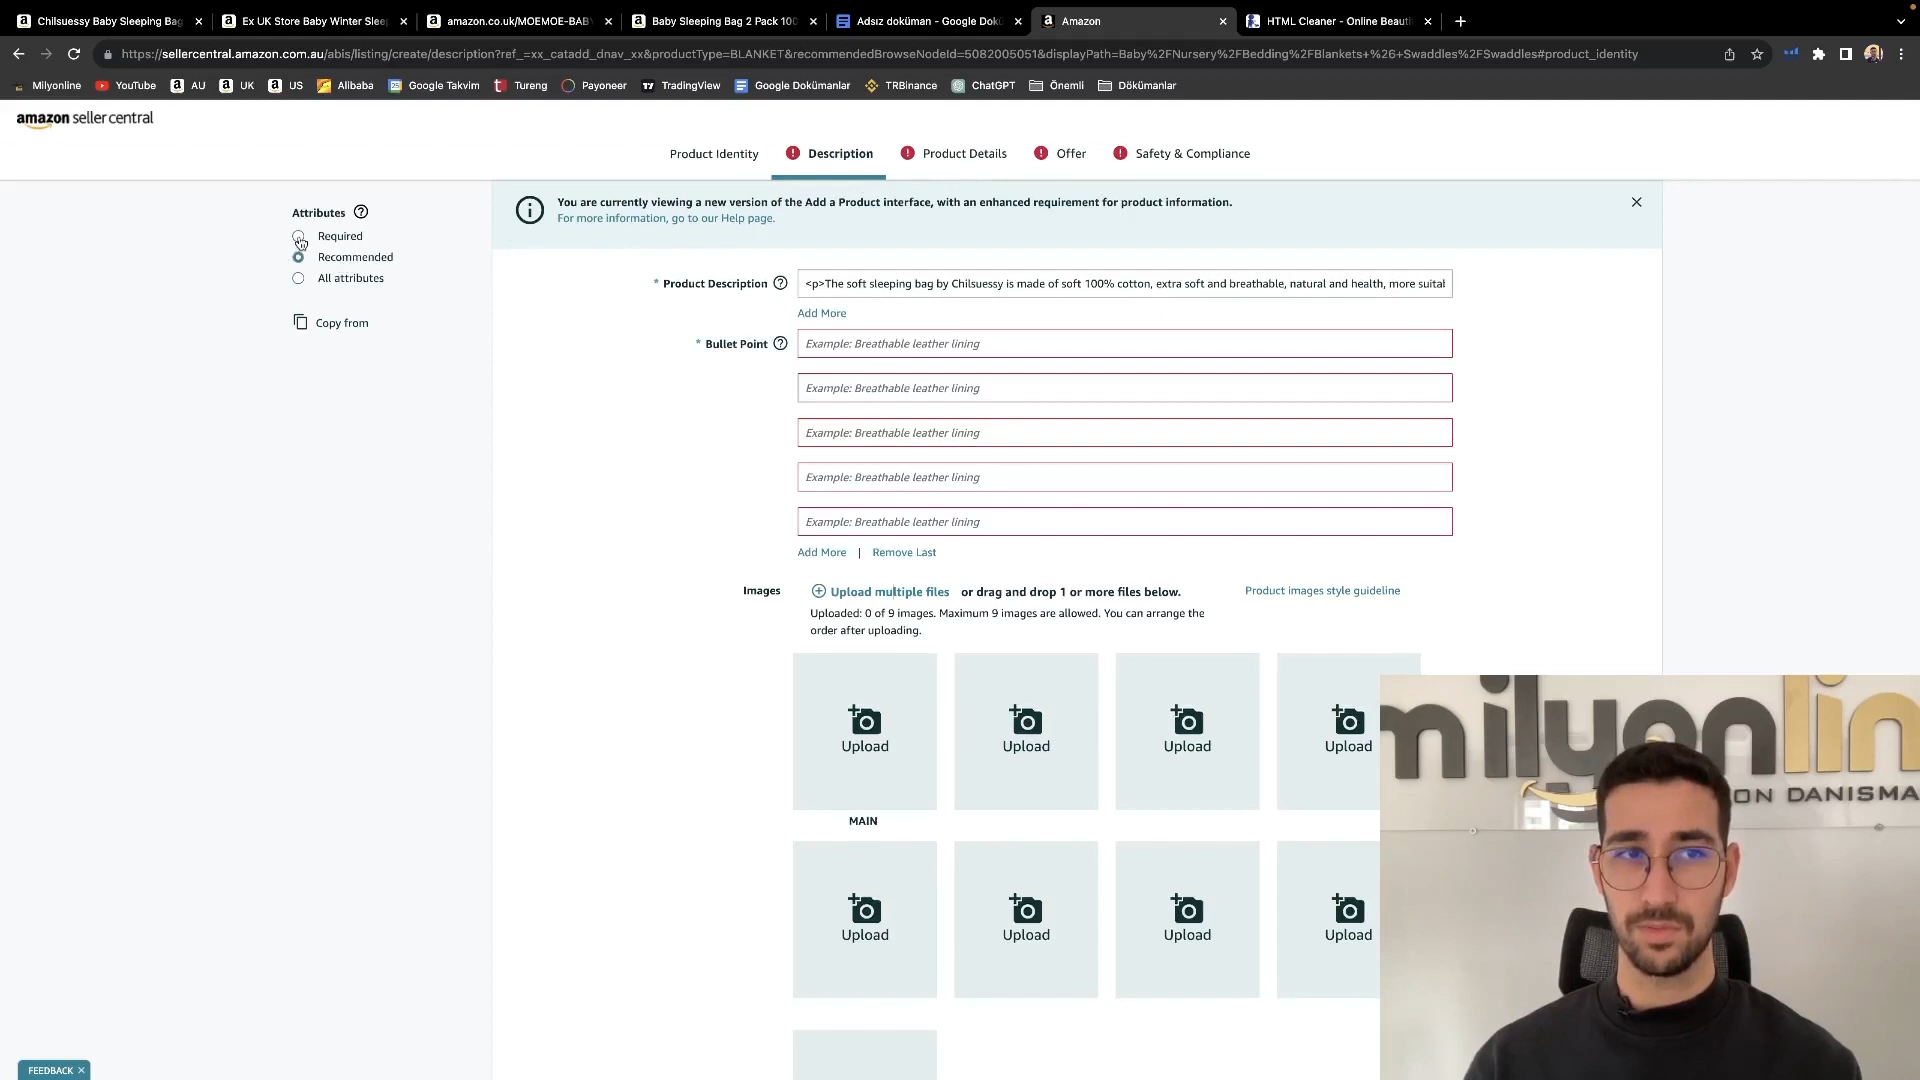 Chilsuessy Baby Sleeping Bag
Ex UK Store Baby Winter Slee
amazon.co.uk/MOEMOE-BABY
Baby Sleeping Bag 2 Pack 100
Adsız doküman - Google Dokü
Amazon
HTML Cleaner - Online Beauti
https://sellercentral.amazon.com.au/abis/listing/create/description?ref_=xx_catadd_dnav_xx&productType=BLANKET&recommendedBrowseNodeId=5082005051&displayPath=Baby%2FNursery%2FBedding%2FBlankets+%26+Swaddles%2FSwaddles#product_identity
Milyonline
YouTube
AU
UK
US
Alibaba
Google Takvim
Tureng
Payoneer
TradingView
Google Dokümanlar
TRBinance
ChatGPT
Önemli
Dökümanlar
amazon seller central
Product Identity
Description
Product Details
Offer
Safety & Compliance
Attributes
Required
Recommended
All attributes
Copy from
You are currently viewing a new version of the Add a Product interface, with an enhanced requirement for product information.
For more information, go to our Help page.
* Product Description
<p>The soft sleeping bag by Chilsuessy is made of soft 100% cotton, extra soft and breathable, natural and health, more suital
Add More
* Bullet Point
Example: Breathable leather lining
Example: Breathable leather lining
Example: Breathable leather lining
Example: Breathable leather lining
Example: Breathable leather lining
Add More | Remove Last
Images
Upload multiple files or drag and drop 1 or more files below.
Product images style guideline
Uploaded: 0 of 9 images. Maximum 9 images are allowed. You can arrange the
order after uploading.
Upload
Upload
Upload
Upload
MAIN
Upload
Upload
Upload
Upload
milyonlin
ON DANISMA
FEEDBACK